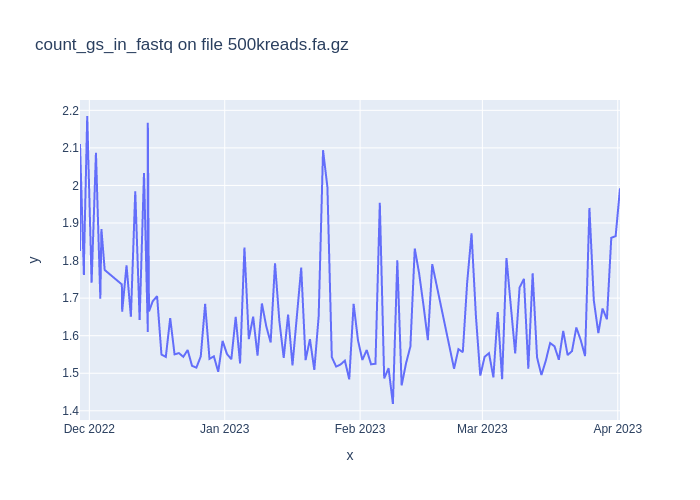 count_gs_in_fastq on file 500kreads.fa.gz
2.2
2.1
2
1.9
1.8
1.7
1.6
1.5
1.4
y
Dec 2022 Jan 2023 Feb 2023 Mar 2023 Apr 2023
x